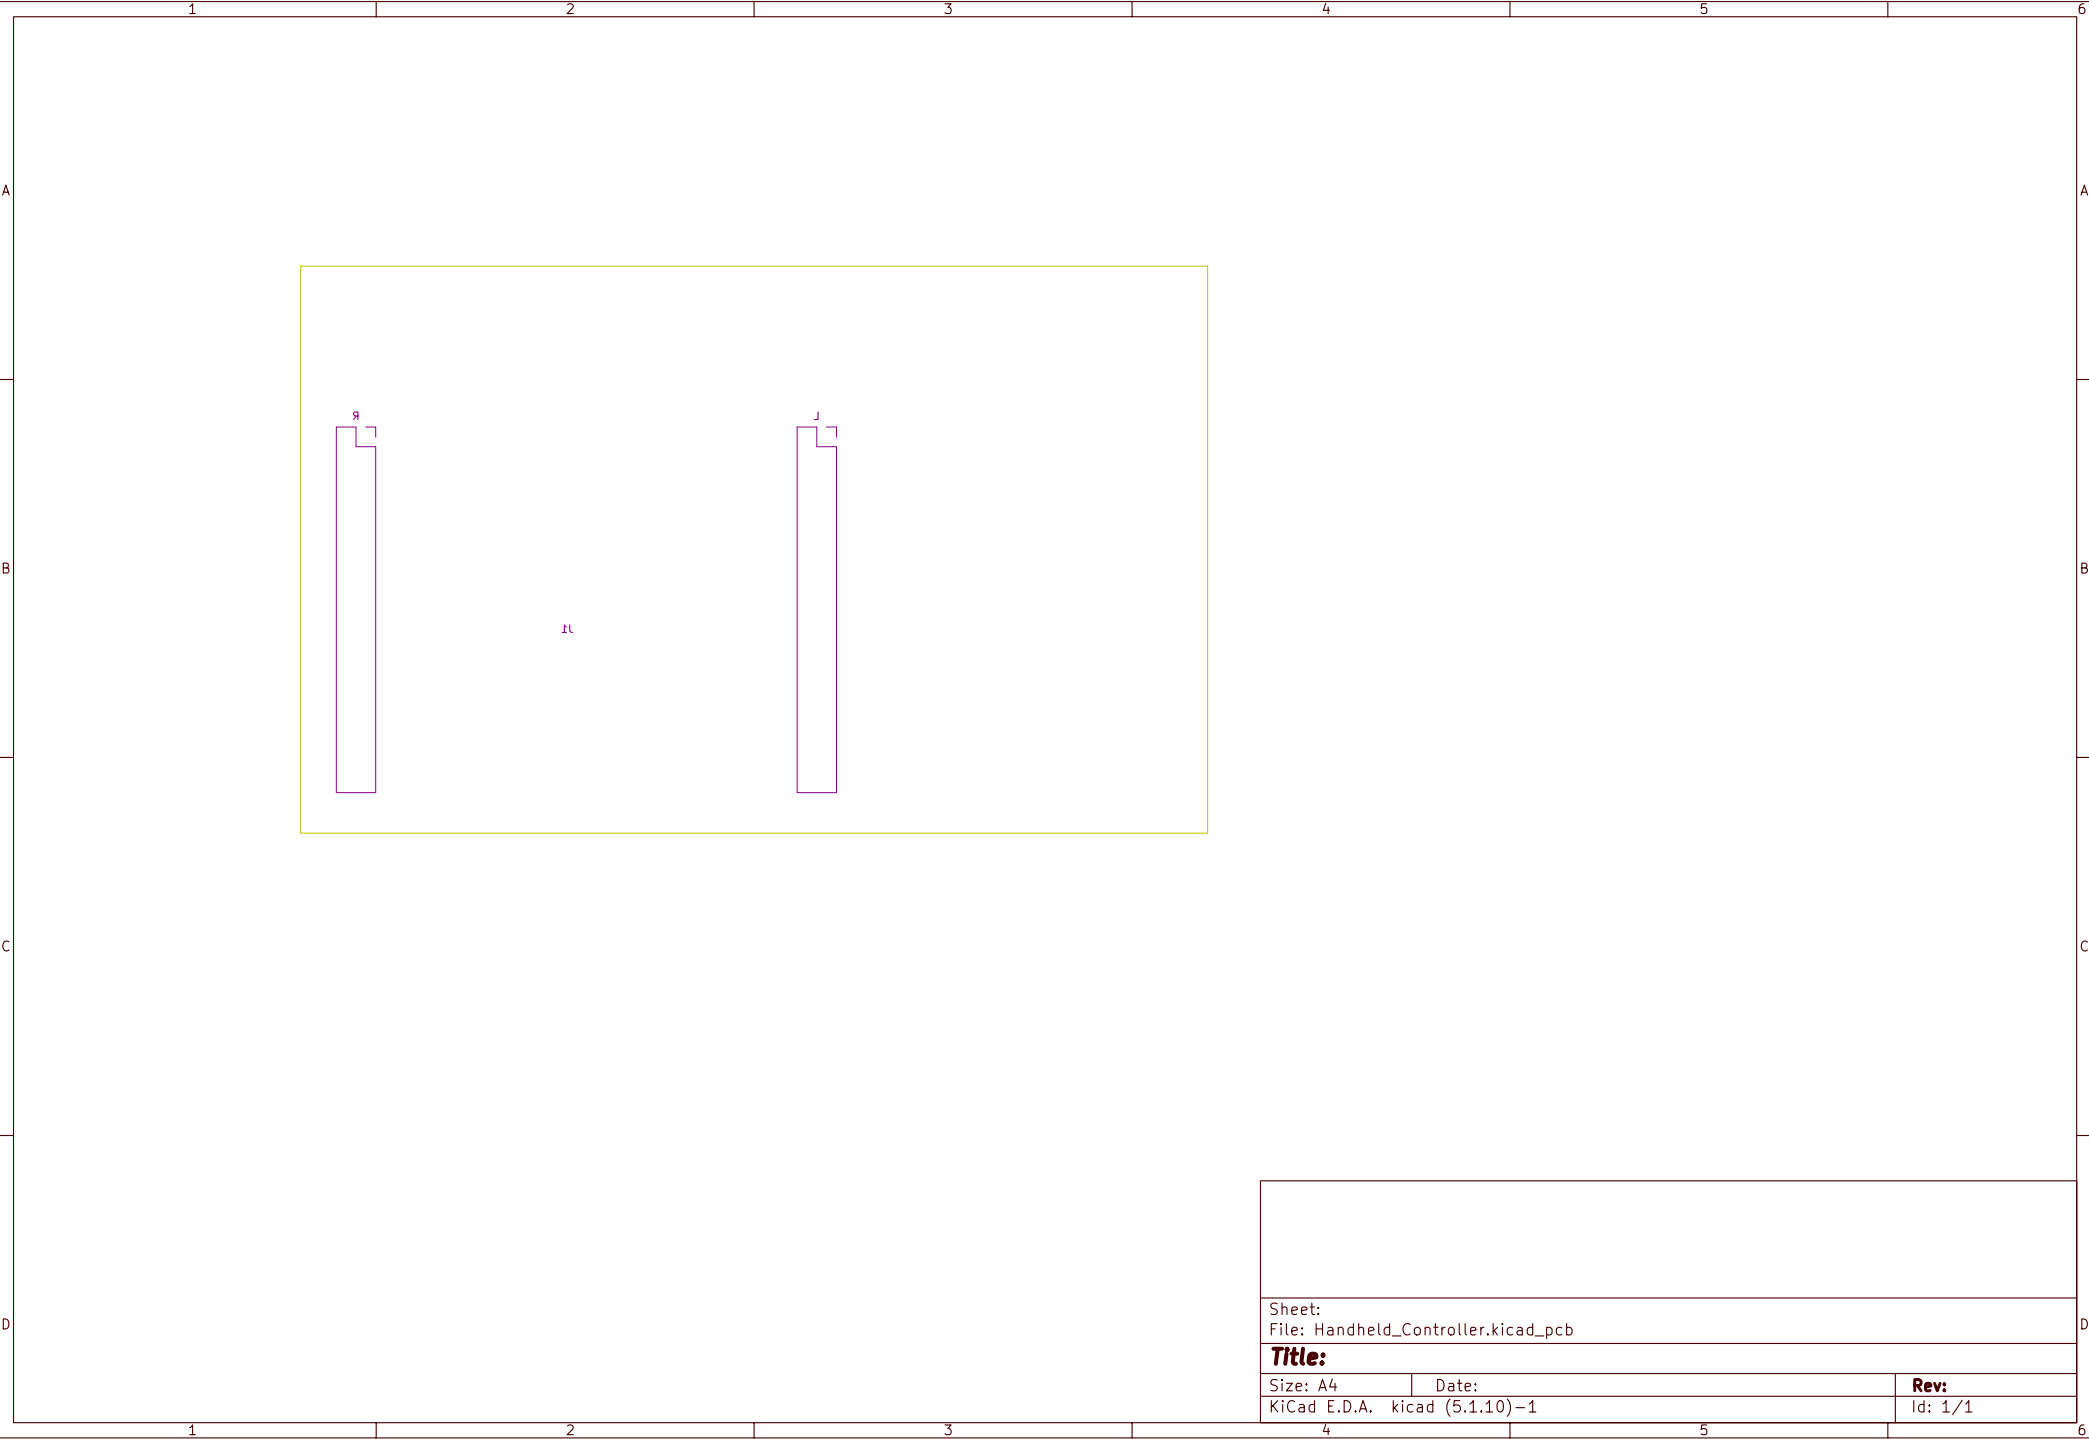 1 2 3 4 5 6
A A
R L
B B
J1
C C
Sheet:
D File: Handheld_Controller.kicad_pcb D
Title:
Size: A4 Date: Rev:
KiCad E.D.A. kicad (5.1.10)-1 Id: 1/1
1 2 3 4 5 6